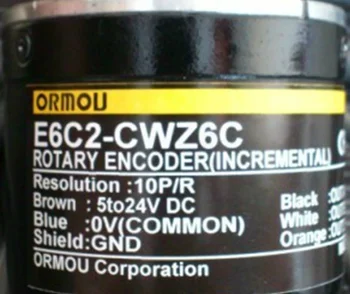 ORMOU
E6C2-CWZ6C
ROTARY ENCODER(INCREMENTAL)
Resolution :10P/R
Brown : 5to24V DC
Black
Blue :0V(COMMON)
White
Shield:GND
Orange
ORMOU Corporation